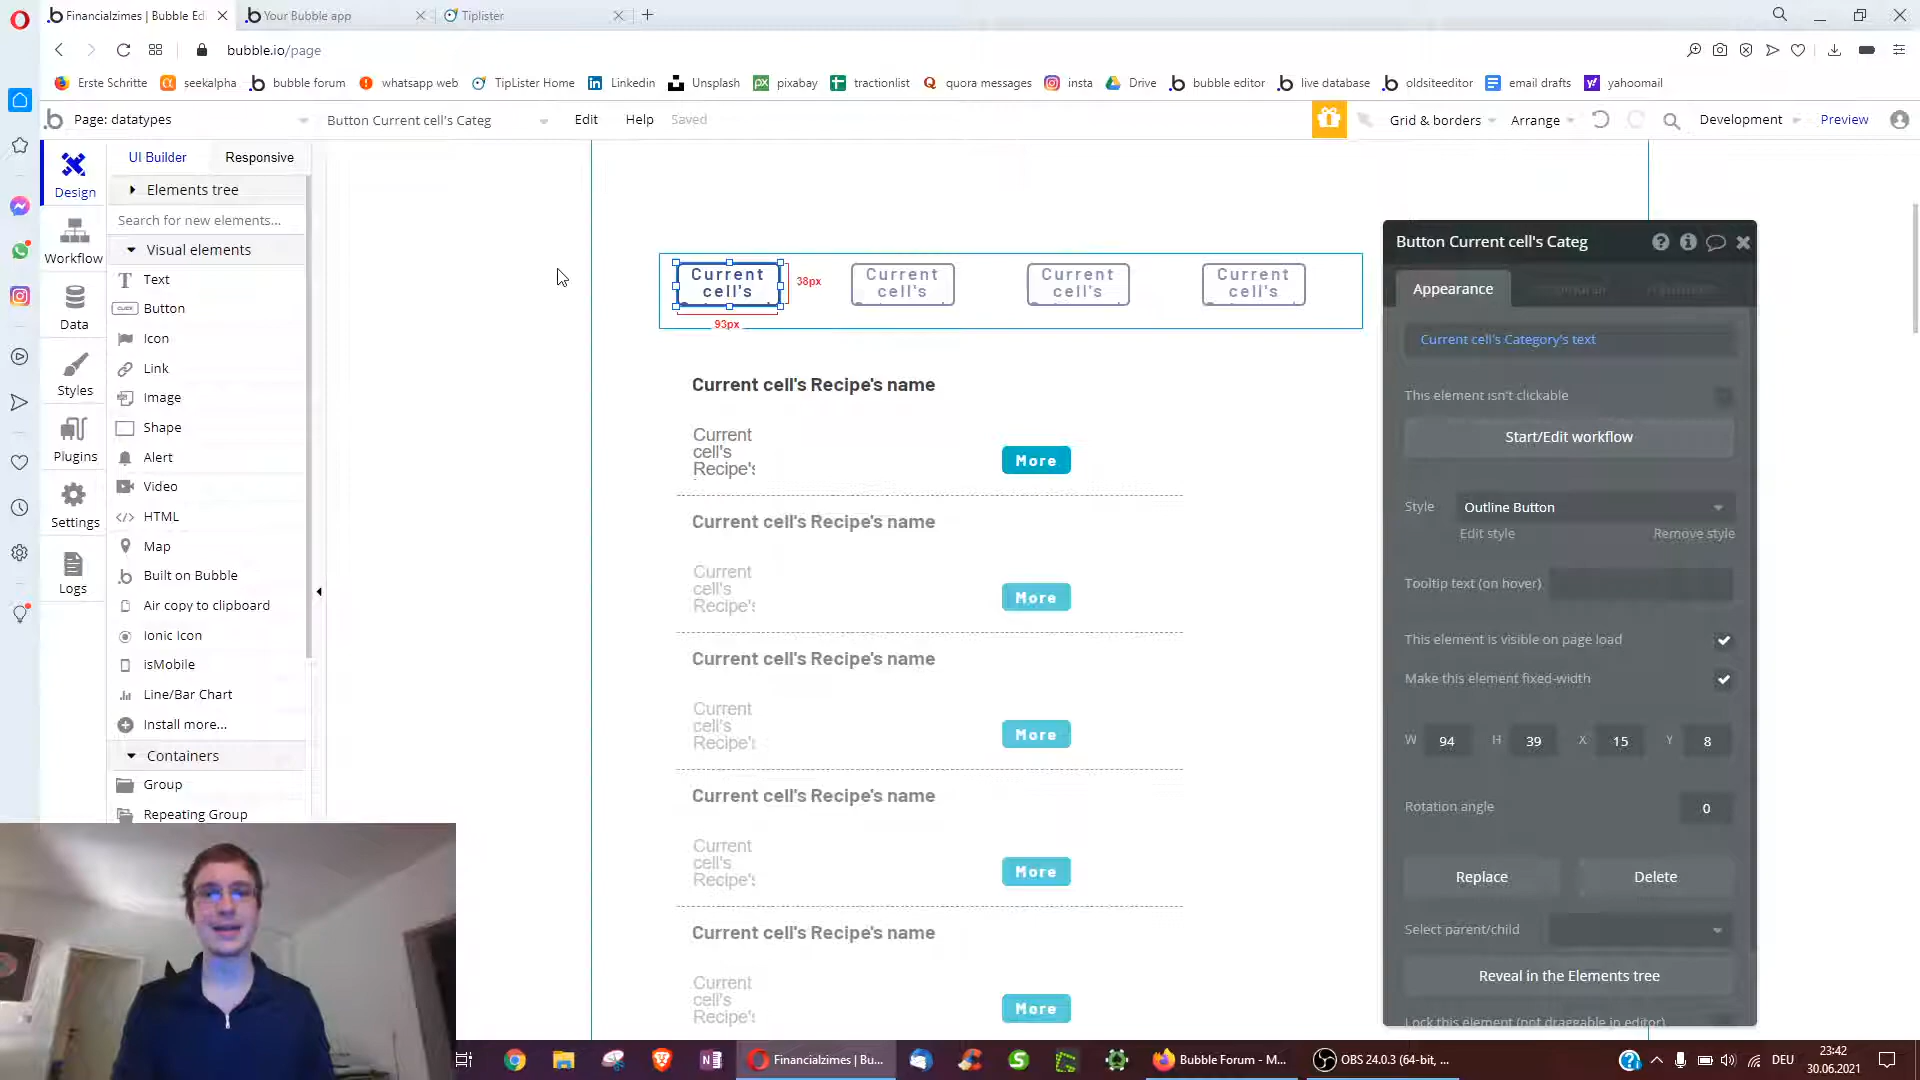 Financialzimes | Bubble Ed
Your Bubble app
Tiplister
bubble.io/page
Erste Schritte
seekalpha
bubble forum
whatsapp web
TipLister Home
Linkedin
Unsplash
pixabay
tractionlist
quora messages
insta
Drive
bubble editor
live database
oldsiteeditor
email drafts
yahoomail
Page: datatypes
Button Current cell's Categ
Edit
Help
Saved
Grid & borders
Arrange
Development
Preview
Design
Workflow
Data
Styles
Plugins
Settings
Logs
UI Builder
Responsive
Elements tree
Search for new elements...
Visual elements
Text
Button
Icon
Link
Image
Shape
Alert
Video
HTML
Map
Built on Bubble
Air copy to clipboard
Ionic Icon
isMobile
Line/Bar Chart
Install more...
Containers
Group
Repeating Group
Current
cell's
38px
93px
Current
cell's
Current
cell's
Current
cell's
Current cell's Recipe's name
Current
cell's
Recipe's
More
Current cell's Recipe's name
Current
cell's
Recipe's
More
Current cell's Recipe's name
Current
cell's
Recipe's
More
Current cell's Recipe's name
Current
cell's
Recipe's
More
Current cell's Recipe's name
Current
cell's
Recipe's
More
Button Current cell's Categ
Appearance
Current cell's Category's text
This element isn't clickable
Start/Edit workflow
Style
Outline Button
Edit style
Remove style
Tooltip text (on hover)
This element is visible on page load
Make this element fixed-width
W 94 H 39 X 15 Y 8
Rotation angle
0
Replace
Delete
Select parent/child
Reveal in the Elements tree
Lock this element (not draggable in editor)
Financialzimes | Bu...
Bubble Forum - M...
OBS 24.0.3 (64-bit, ...
DEU
23:42
30.06.2021